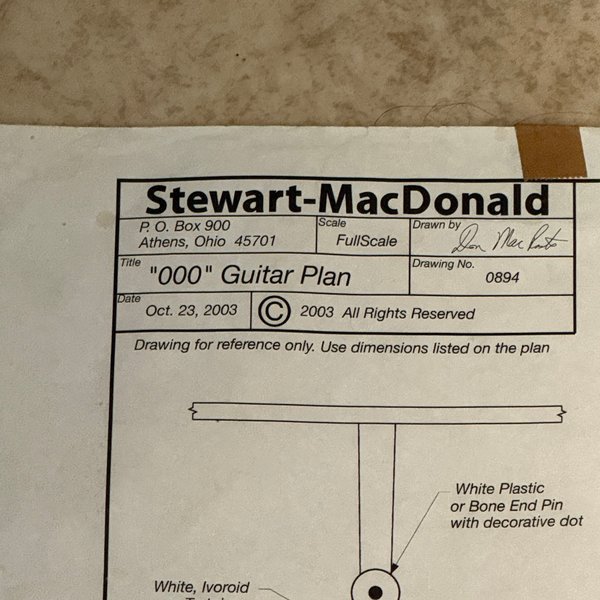 Stewart-MacDonald
P. O. Box 900
Athens, Ohio 45701
Scale
FullScale
Drawn by
Don Mac
Title
"000" Guitar Plan
Drawing No.
0894
Date
Oct. 23, 2003
© 2003 All Rights Reserved
Drawing for reference only. Use dimensions listed on the plan
White Plastic
or Bone End Pin
with decorative dot
White, Ivoroid